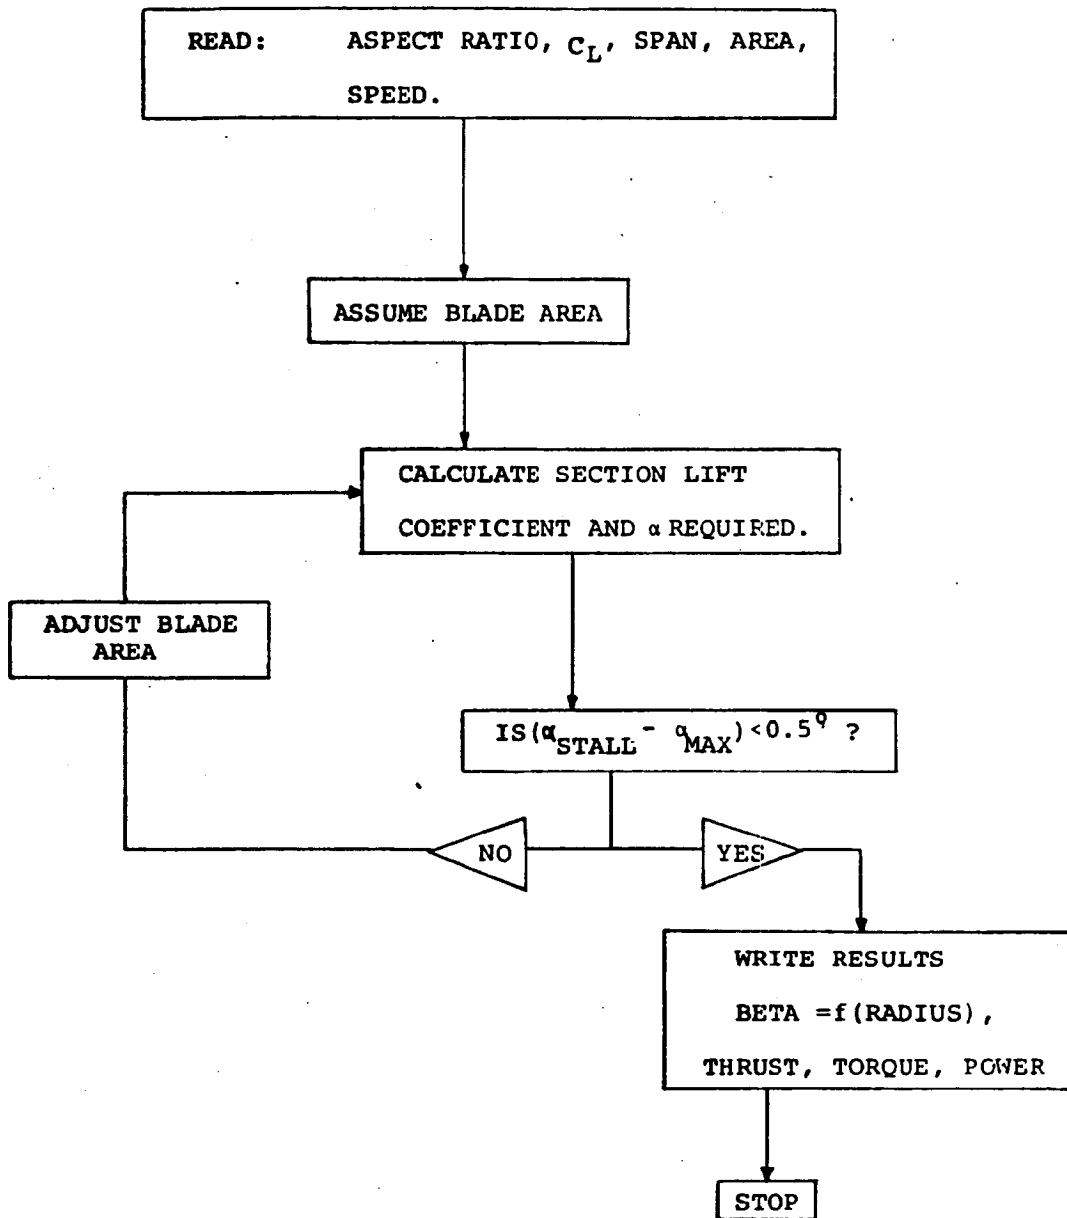 READ: ASPECT RATIO, C_L, SPAN, AREA,
SPEED.
ASSUME BLADE AREA
CALCULATE SECTION LIFT
COEFFICIENT AND α REQUIRED.
ADJUST BLADE
AREA
IS(α_STALL - α_MAX)<0.5° ?
NO
YES
WRITE RESULTS
BETA =f(RADIUS),
THRUST, TORQUE, POWER
STOP